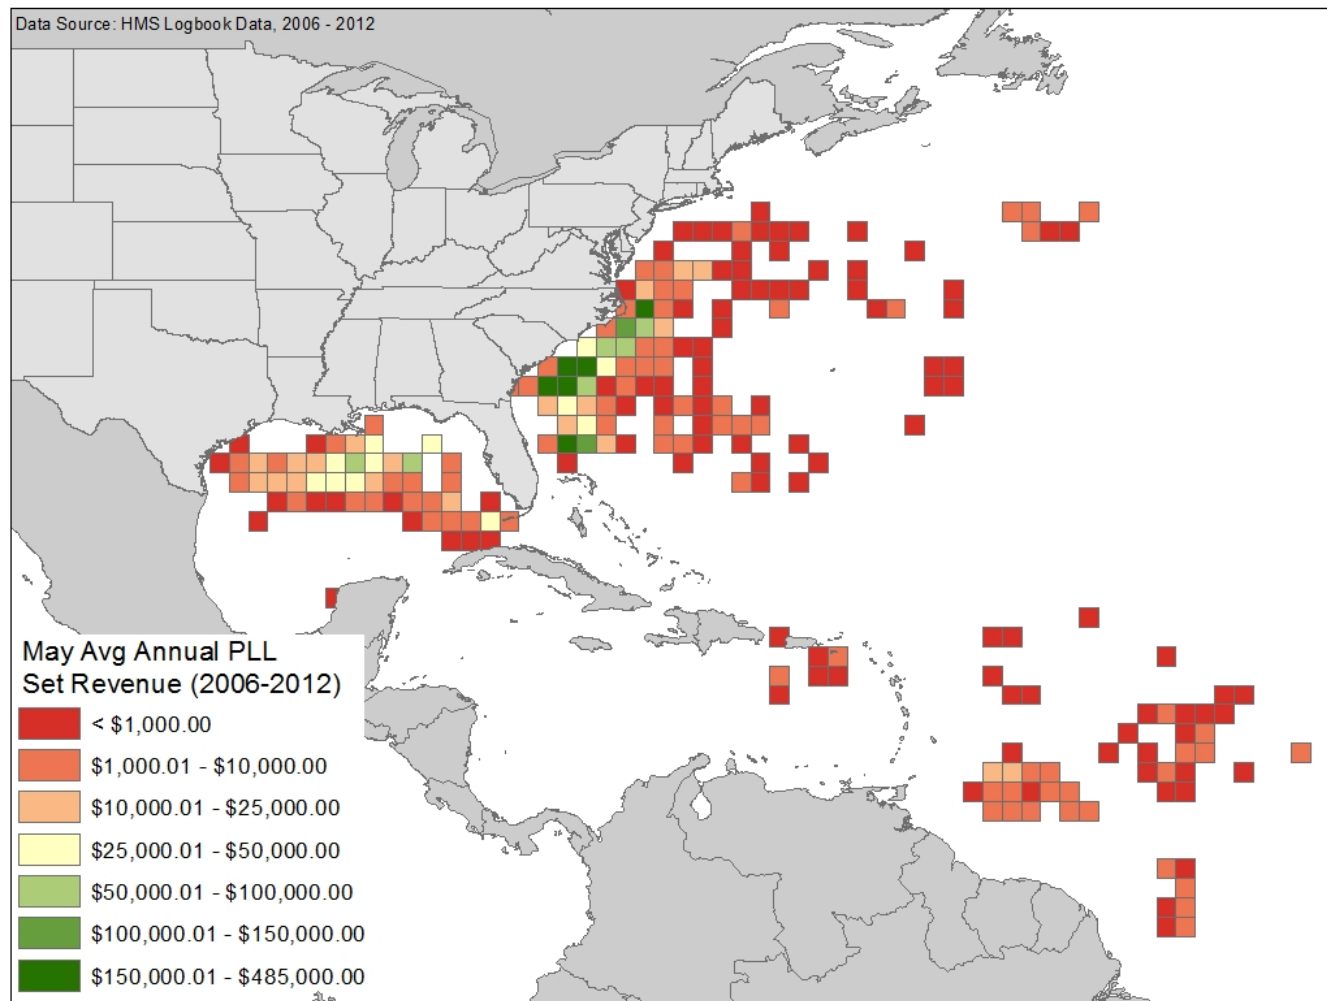 Data Source: HMS Logbook Data, 2006 - 2012
May Avg Annual PLL
Set Revenue (2006-2012)
< $1,000.00
$1,000.01 - $10,000.00
$10,000.01 - $25,000.00
$25,000.01 - $50,000.00
$50,000.01 - $100,000.00
$100,000.01 - $150,000.00
$150,000.01 - $485,000.00